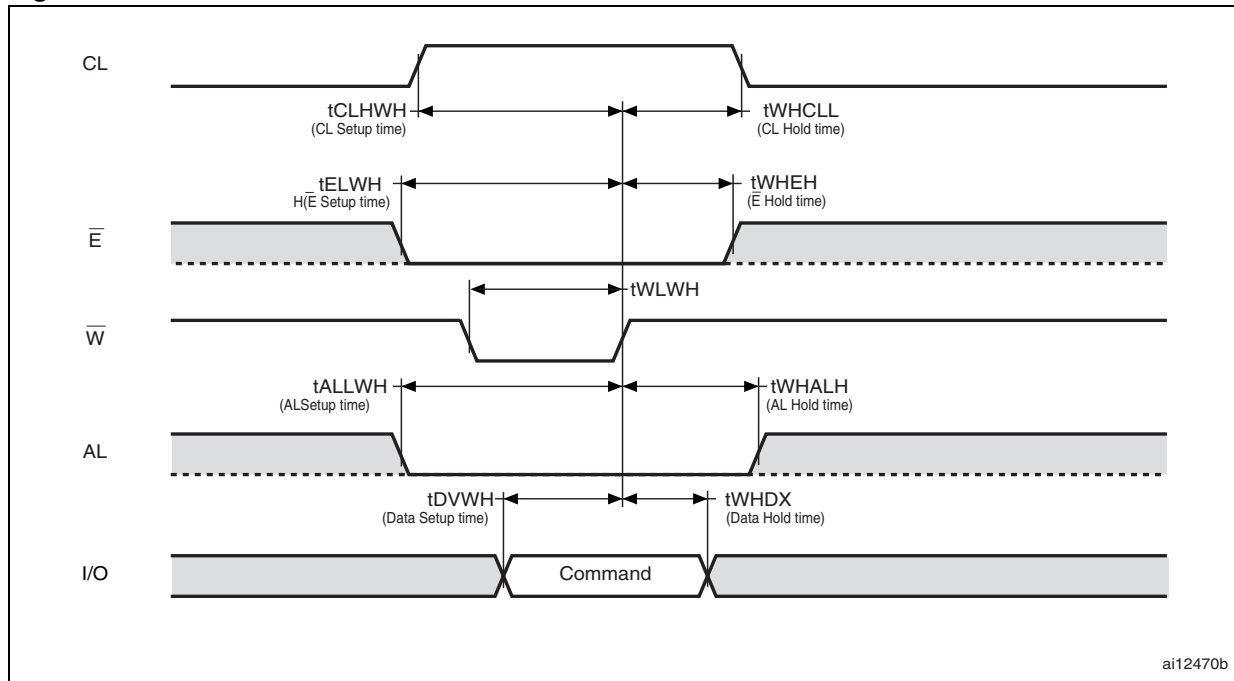 CL
tCLHWH
(CL Setup time)
tWHCLL
(CL Hold time)
tELWH
H(E̅ Setup time)
tWHEH
(E̅ Hold time)
E̅
tWLWH
W̅
tALLWH
(ALSetup time)
tWHALH
(AL Hold time)
AL
tDVWH
(Data Setup time)
tWHDX
(Data Hold time)
I/O
Command
ai12470b